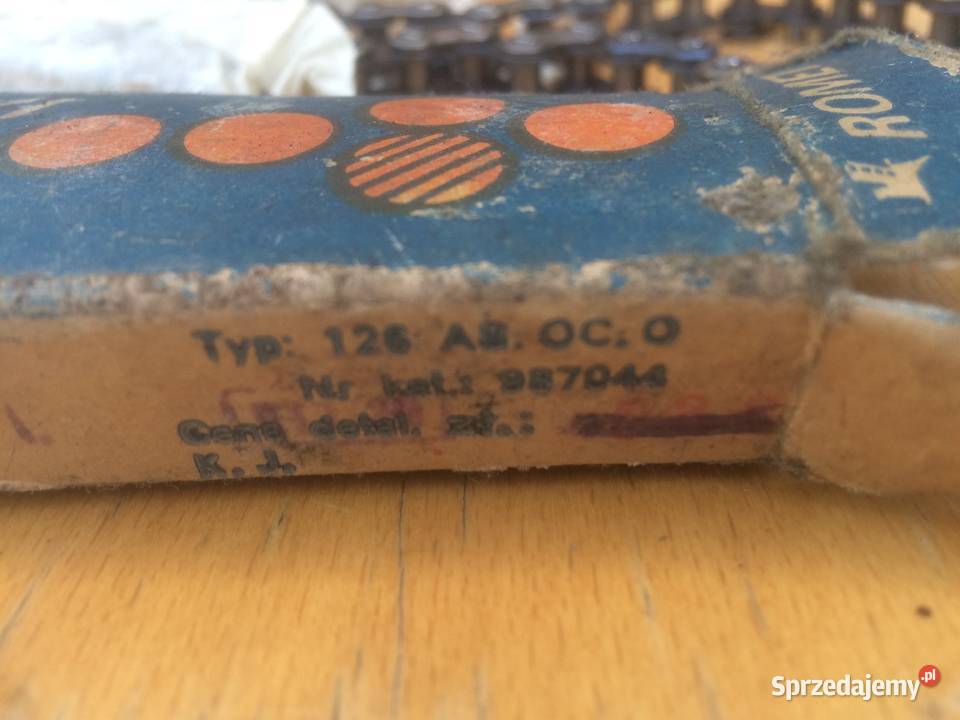 ROMET
Typ: 126 AB. OC. O
Nr kat.: 987044
Cena detal. Zł.:
K. J.
Sprzedajemy.pl